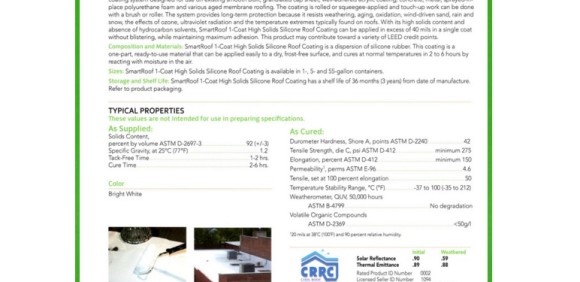 coating system designed for use on existing
place polyurethane foam and various aged membrane roofing. The coating is rolled or squeegee-applied and touch-up work can be done
with a brush or roller. The system provides long-term protection because it resists weathering, aging, oxidation, wind-driven sand, rain and
snow, the effects of ozone, ultraviolet radiation and the temperature extremes typically found on roofs. With its high solids content and
absence of hydrocarbon solvents, SmartRoof 1-Coat High Solids Silicone Roof Coating can be applied in excess of 40 mils in a single coat
without blistering, while maintaining maximum adhesion. This product may contribute toward a variety of LEED credit points.
Composition and Materials: SmartRoof 1-Coat High Solids Silicone Roof Coating is a dispersion of silicone rubber. This coating is a
one-part, ready-to-use material that can be applied easily to a dry, frost-free surface, and cures at normal temperatures in 2 to 6 hours by
reacting with moisture in the air.
Sizes: SmartRoof 1-Coat High Solids Silicone Roof Coating is available in 1-, 5- and 55-gallon containers.
Storage and Shelf Life: SmartRoof 1-Coat High Solids Silicone Roof Coating has a shelf life of 36 months (3 years) from date of manufacture.
Refer to product packaging.
TYPICAL PROPERTIES
These values are not intended for use in preparing specifications.
As Supplied:
Solids Content,
percent by volume ASTM D-2697-3 92 (+/-3)
Specific Gravity, at 25°C (77°F) 1.2
Tack-Free Time 1-2 hrs.
Cure Time 2-6 hrs.
Color
Bright White
As Cured:
Durometer Hardness, Shore A, points ASTM D-2240 42
Tensile Strength, die C, psi ASTM D-412 minimum 275
Elongation, percent ASTM D-412 minimum 150
Permeability¹, perms ASTM E-96 4.6
Tensile, set at 100 percent elongation 50
Temperature Stability Range, °C (°F) -37 to 100 (-35 to 212)
Weatherometer, QUV, 50,000 hours
ASTM B-4799 No degradation
Volatile Organic Compounds
ASTM D-2369 <50g/l
¹20 mils at 38°C (100°F) and 90 percent relative humidity.
CRRC
Initial Weathered
Solar Reflectance .90 .59
Thermal Emittance .89 .88
Rated Product ID Number 0002
Licensed Seller ID Number 1094